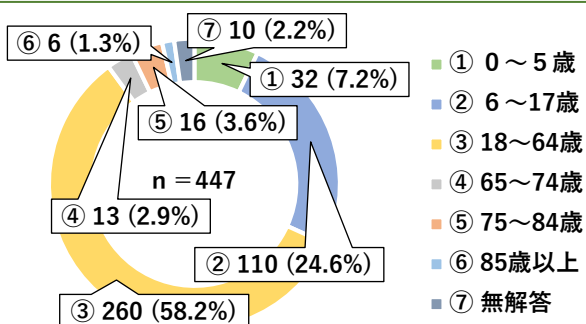 ⑦ 10 (2.2%)
⑥ 6 (1.3%)
① 32 (7.2%)
⑤ 16 (3.6%)
n =447
④ 13 (2.9%)
② 110 (24.6%)
③ 260 (58.2%)
① 0～5歳
② 6～17歳
③ 18～64歳
④ 65～74歳
⑤ 75～84歳
⑥ 85歳以上
⑦ 無解答